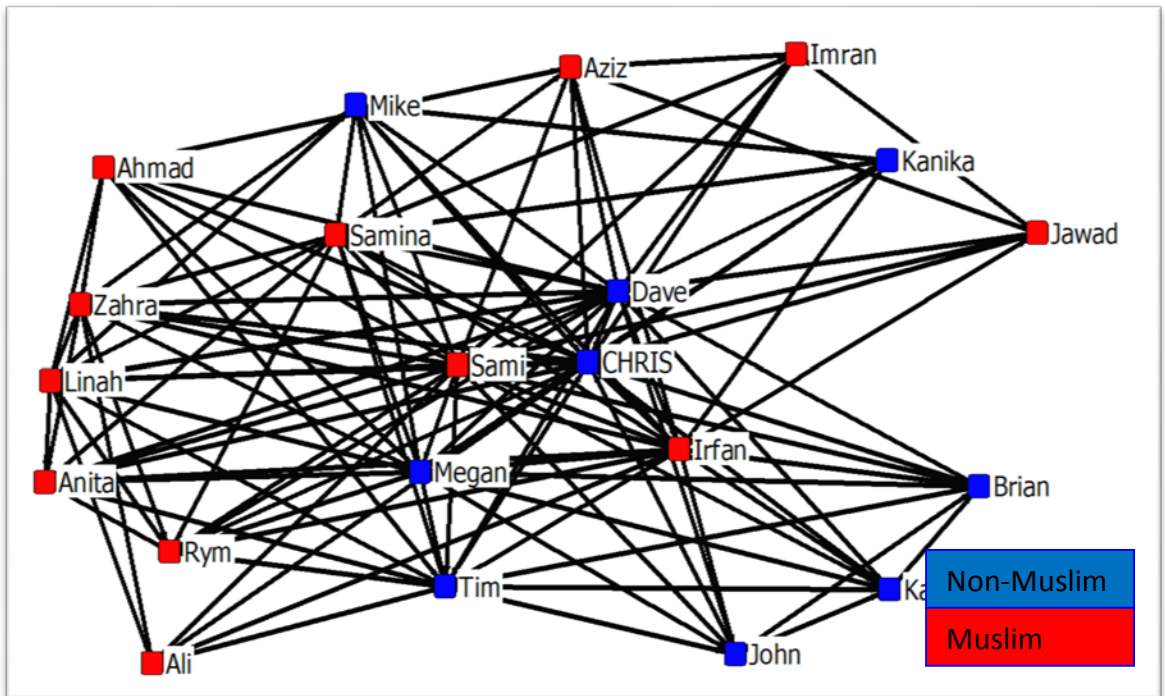 Imran
Aziz
Mike
Kanika
Ahmad
Jawad
Samina
Dave
Zahra
CHRIS
Sami
Linah
Irfan
Megan
Anita
Brian
Rym
Non-Muslim
Tim
Muslim
John
Ali